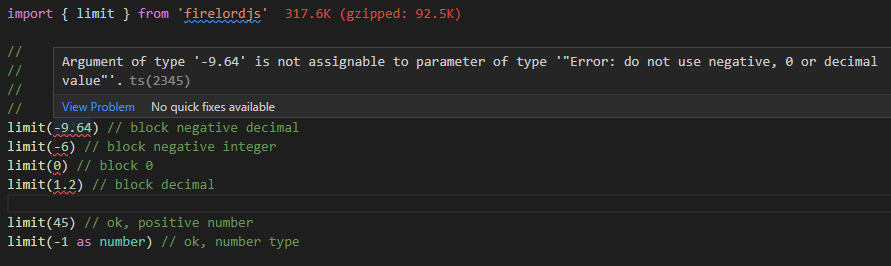 import { limit } from 'firelordjs' 317.6K (gzipped: 92.5K)
//
Argument of type '-9.64' is not assignable to parameter of type '"Error: do not use negative, 0 or decimal
//
value"'. ts(2345)
//
View Problem No quick fixes available
//
limit(-9.64) // block negative decimal
limit(-6) // block negative integer
limit(0) // block 0
limit(1.2) // block decimal
limit(45) // ok, positive number
limit(-1 as number) // ok, number type